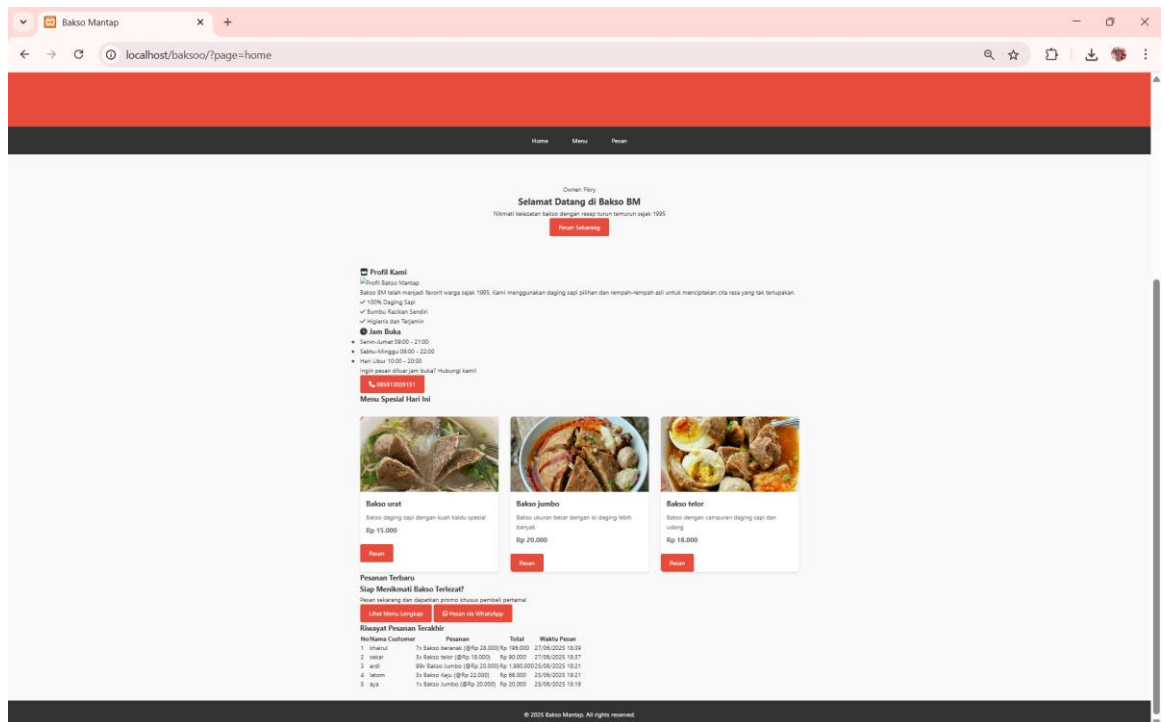 Bakso Mantap
localhost/baksoo/?page=home
Home Menu Pesan
Owner: Fikry
Selamat Datang di Bakso BM
Nikmati kelezatan bakso dengan resep turun temurun sejak 1995
Pesan Sekarang
Profil Kami
Profil Bakso Mantap
Bakso BM telah menjadi favorit warga sejak 1995. Kami menggunakan daging sapi pilihan dan rempah-rempah asli untuk menciptakan cita rasa yang tak terlupakan.
100% Daging Sapi
Bumbu Racikan Sendiri
Higienis dan Terjamin
Jam Buka
Senin-Jumat 09:00 - 21:00
Sabtu-Minggu 08:00 - 22:00
Hari Libur 10:00 - 20:00
Ingin pesan diluar jam buka? Hubungi kami!
Menu Spesial Hari Ini
Bakso urat
Bakso daging sapi dengan kuah kaldu spesial
Rp 15.000
Pesan
Bakso jumbo
Bakso ukuran besar dengan isi daging lebih
banyak
Rp 20.000
Pesan
Bakso telor
Bakso dengan campuran daging sapi dan
udang
Rp 18.000
Pesan
Pesanan Terbaru
Siap Menikmati Bakso Terlezat?
Pesan sekarang dan dapatkan promo khusus pembeli pertama!
Lihat Menu Lengkap Pesan via WhatsApp
Riwayat Pesanan Terakhir
No Nama Customer Pesanan Total Waktu Pesan
1 khairul 7x Bakso beranak (@Rp 28.000) Rp 196.000 27/06/2025 18:39
2 sekar 5x Bakso telor (@Rp 18.000) Rp 90.000 27/06/2025 18:37
3 ardi 99x Bakso Jumbo (@Rp 20.000) Rp 1.980.000 25/06/2025 18:21
4 latom 3x Bakso Keju (@Rp 22.000) Rp 66.000 25/06/2025 18:21
5 aya 1x Bakso Jumbo (@Rp 20.000) Rp 20.000 25/06/2025 18:19
© 2025 Bakso Mantap. All rights reserved.